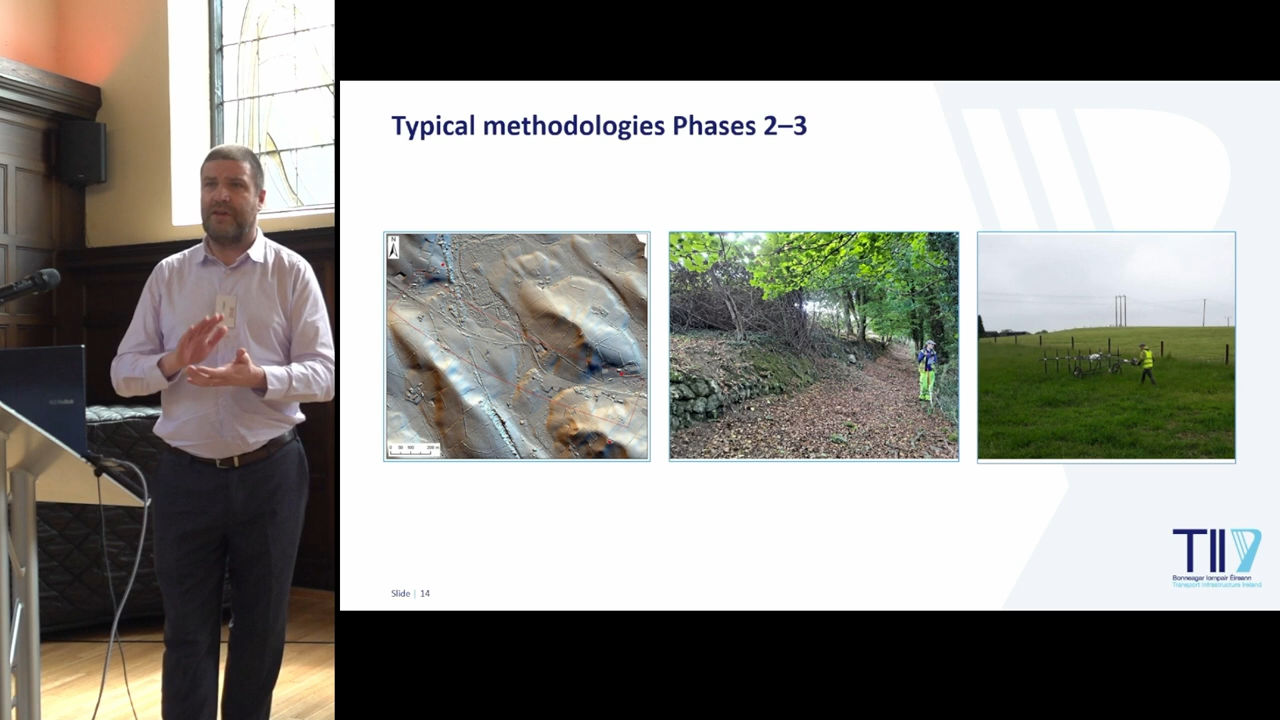 Typical methodologies Phases 2–3
N
Slide | 14
TII
Bonneagar Iompair Éireann
Transport Infrastructure Ireland